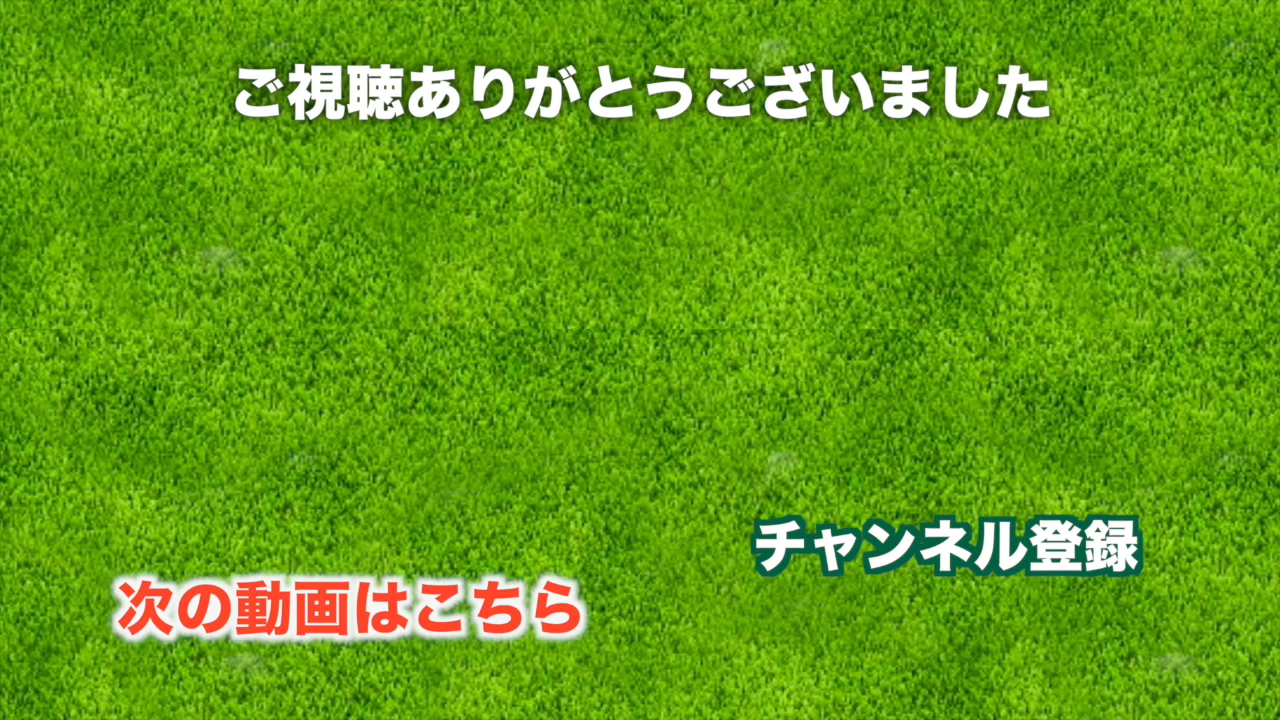 ご視聴ありがとうございました
チャンネル登録
次の動画はこちら